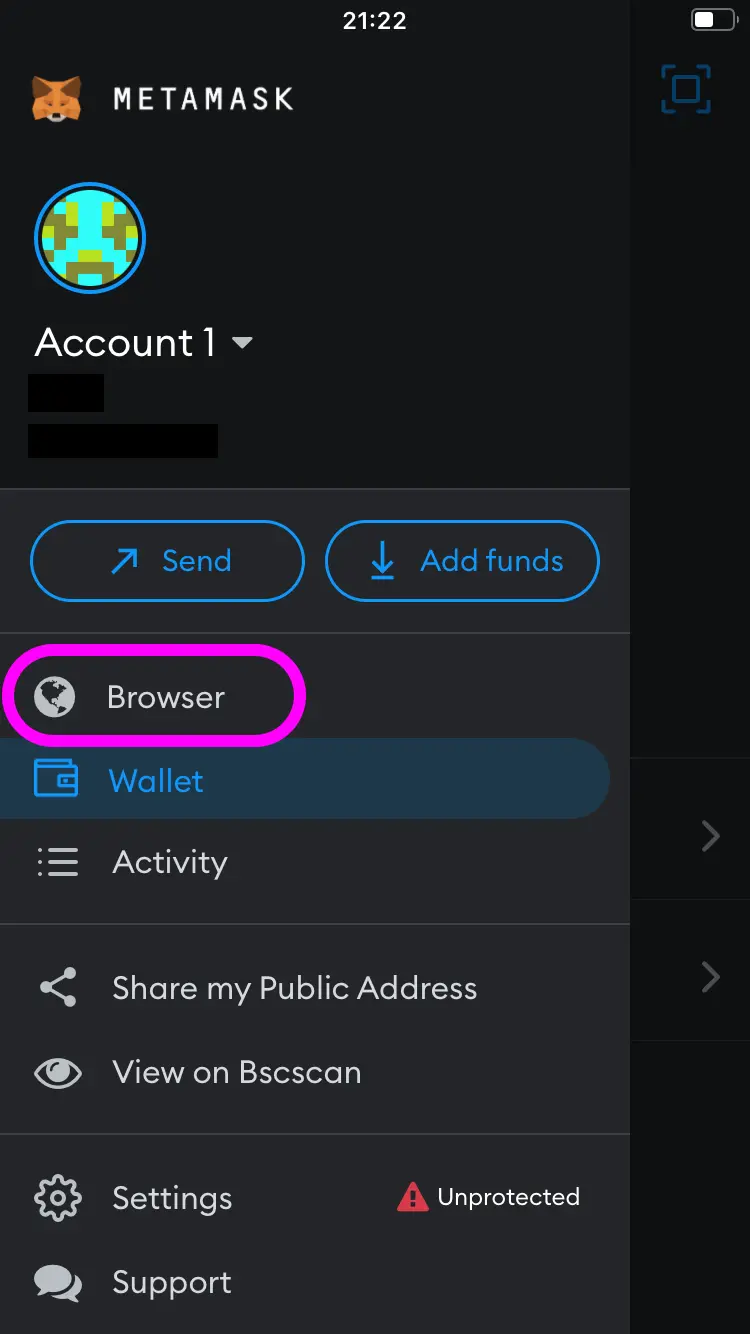 21:22
METAMASK
Account 1
Send
Add funds
Browser
Wallet
Activity
Share my Public Address
View on Bscscan
Settings
Unprotected
Support